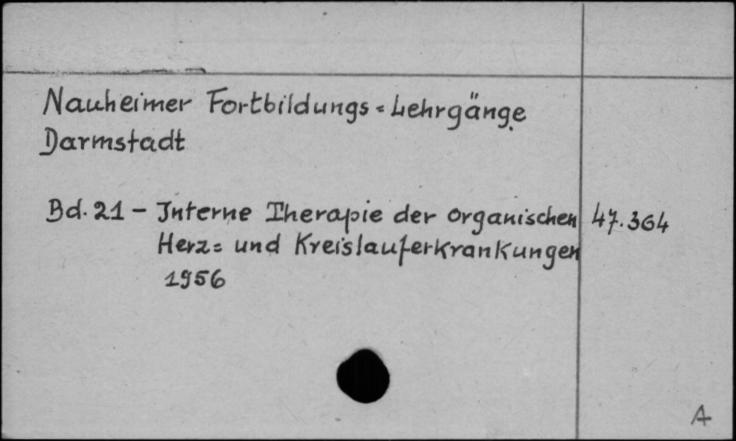 Nauheimer Fortbildungs=Lehrgänge
Darmstadt
Bd. 21 – Interne Therapie der organischen 47.364
Herz= und Kreislauferkrankungen
1956
A